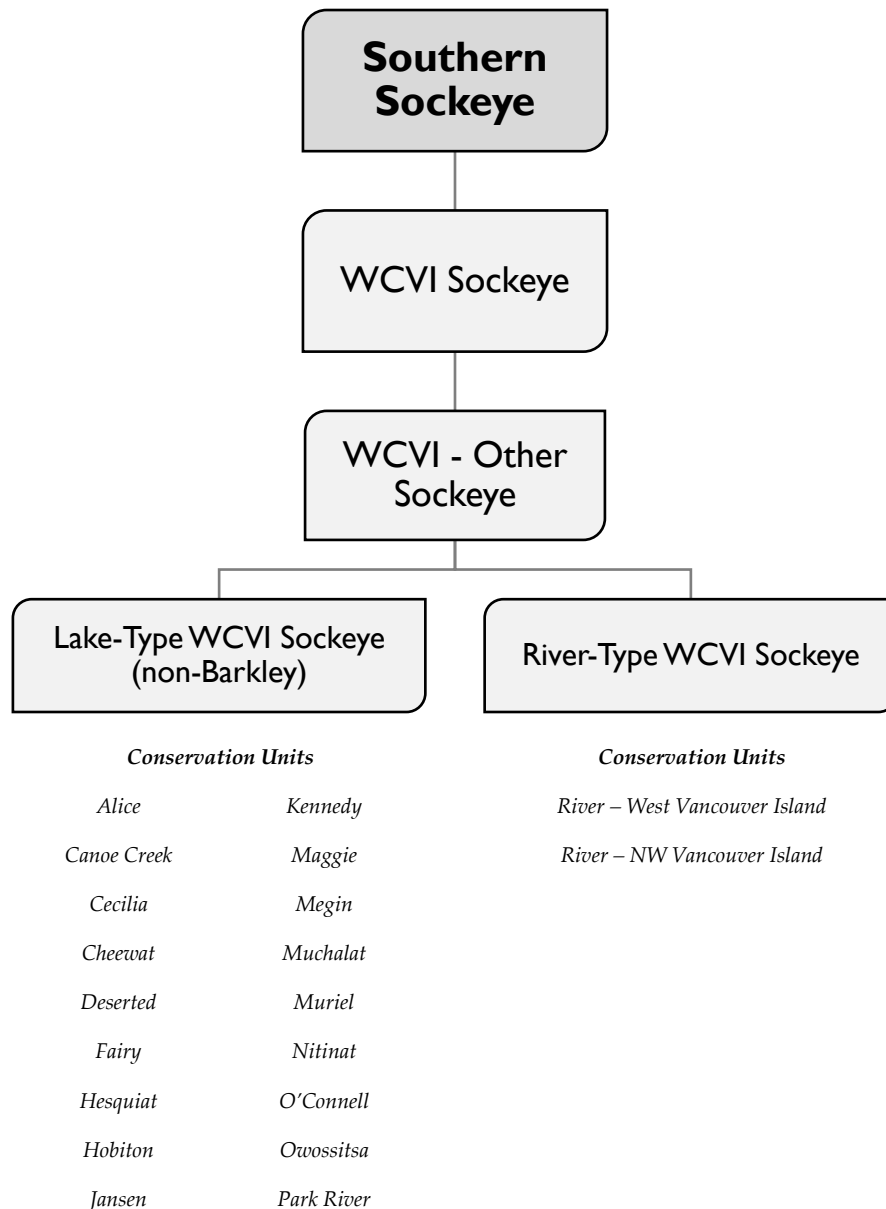 Southern
Sockeye
WCVI Sockeye
WCVI - Other
Sockeye
Lake-Type WCVI Sockeye
(non-Barkley)
River-Type WCVI Sockeye
Conservation Units
Alice
Canoe Creek
Cecilia
Cheewat
Deserted
Fairy
Hesquiat
Hobiton
Jansen
Kennedy
Maggie
Megin
Muchalat
Muriel
Nitinat
O'Connell
Owossitsa
Park River
Conservation Units
River – West Vancouver Island
River – NW Vancouver Island